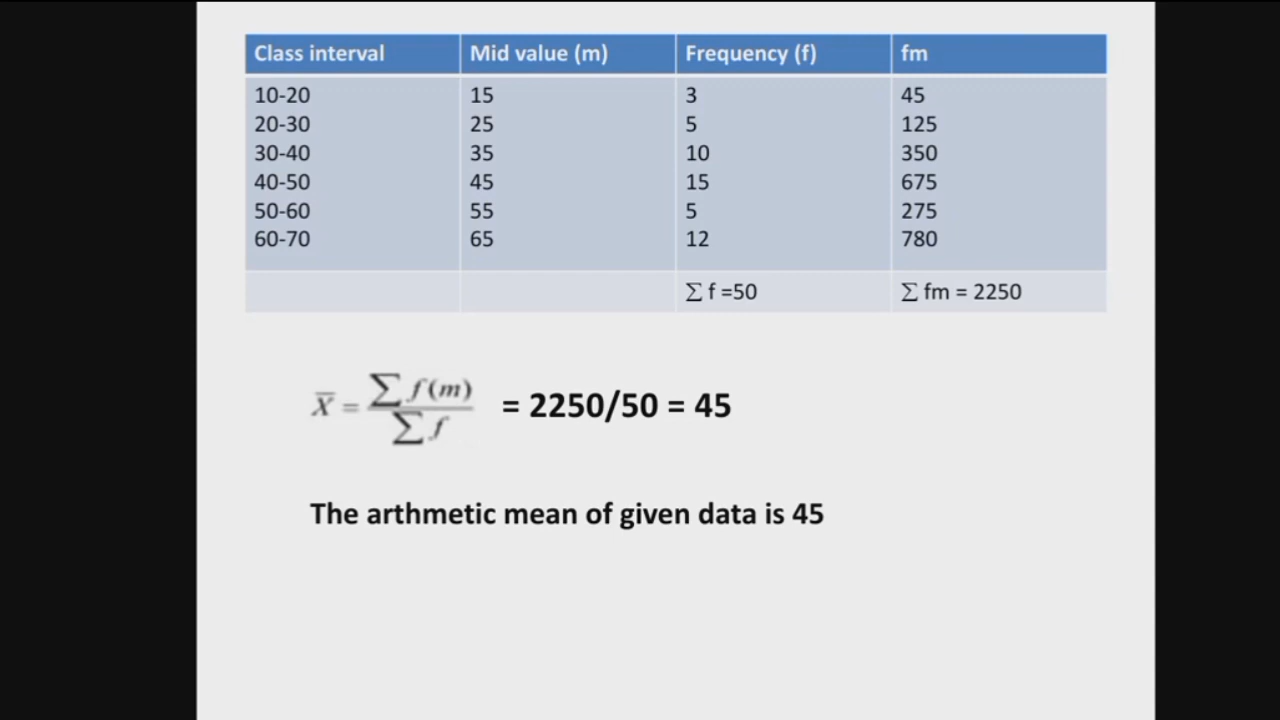 Class interval Mid value (m) Frequency (f) fm
10-20 15 3 45
20-30 25 5 125
30-40 35 10 350
40-50 45 15 675
50-60 55 5 275
60-70 65 12 780
∑ f =50 ∑ fm = 2250
X̅ = ∑ f(m) / ∑ f = 2250/50 = 45
The arthmetic mean of given data is 45